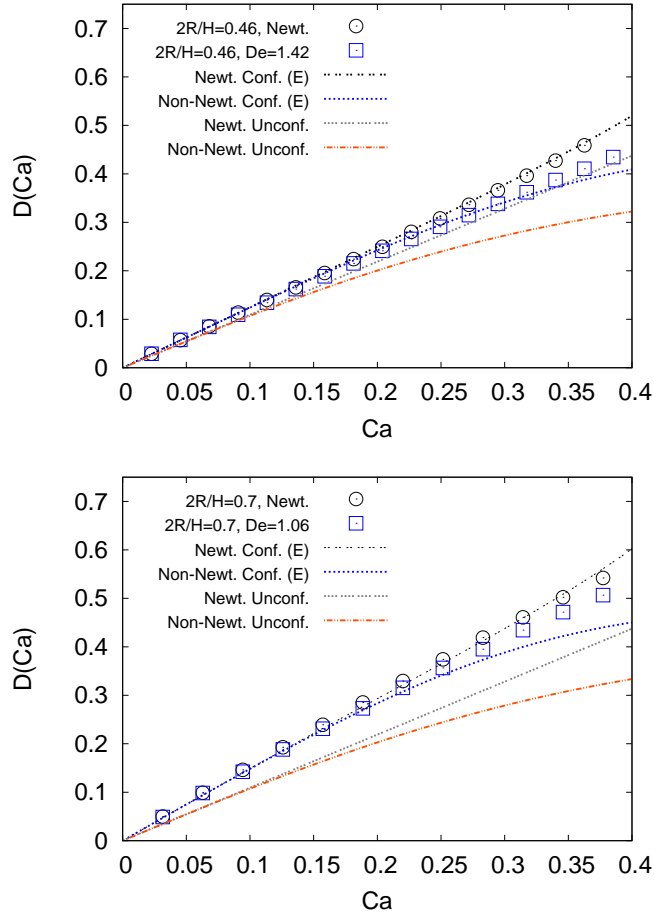 0.7
0.6
0.5
0.4
0.3
0.2
0.1
0
D(Ca)
2R/H=0.46, Newt.
2R/H=0.46, De=1.42
Newt. Conf. (E)
Non-Newt. Conf. (E)
Newt. Unconf.
Non-Newt. Unconf.
0 0.05 0.1 0.15 0.2 0.25 0.3 0.35 0.4
Ca
0.7
0.6
0.5
0.4
0.3
0.2
0.1
0
D(Ca)
2R/H=0.7, Newt.
2R/H=0.7, De=1.06
Newt. Conf. (E)
Non-Newt. Conf. (E)
Newt. Unconf.
Non-Newt. Unconf.
0 0.05 0.1 0.15 0.2 0.25 0.3 0.35 0.4
Ca